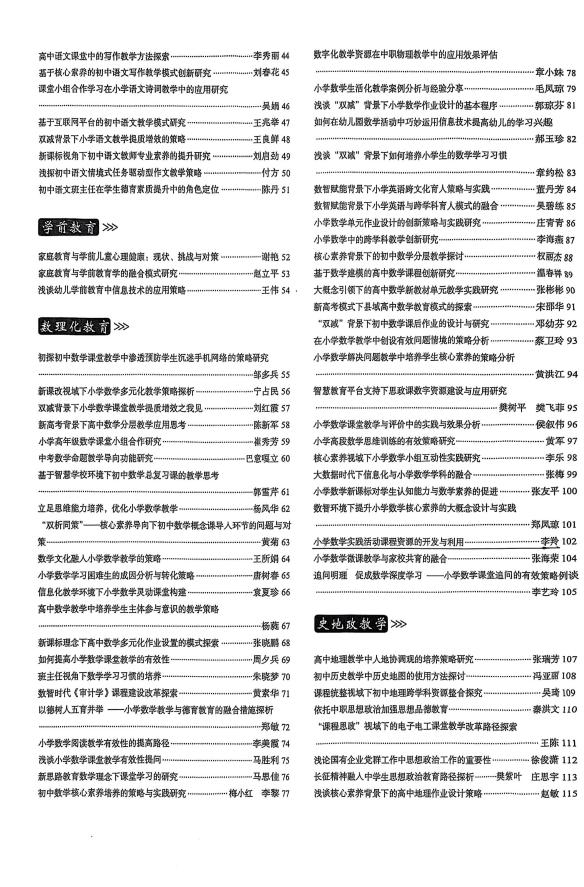 高中语文课堂中的写作教学方法探索 李秀丽 44
基于核心素养的初中语文写作教学模式创新研究 刘春花 45
课堂小组合作学习在小学语文诗词教学中的应用研究
吴娟 46
基于互联网平台的初中语文教学模式研究 王兆举 47
双减背景下小学语文教学提质增效的策略 王良鲜 48
新课标视角下初中语文教师专业素养的提升研究 刘启劲 49
浅探初中语文情境式任务驱动型作文教学策略 付方 50
初中语文班主任在学生德育素质提升中的角色定位 陈丹 51
学前教育
家庭教育与学前儿童心理健康：现状、挑战与对策 谢艳 52
家庭教育与学前教育学的融合模式研究 赵立平 53
浅谈幼儿学前教育中信息技术的应用策略 王伟 54
数理化教育
初探初中数学课堂教学中渗透预防学生沉迷手机网络的策略研究
邹多兵 55
新课改视域下小学数学多元化教学策略探析 宁占民 56
双减背景下小学数学课堂教学提质增效之我见 刘红霞 57
新高考背景下高中数学分层教学应用思考 陈新军 58
小学高年级数学课堂小组合作研究 崔秀芳 59
中考数学命题教学导向功能研究 巴意嘎立 60
基于智慧学校环境下初中数学总复习课的教学思考
郭雪芹 61
立足思维能力培养，优化小学数学教学 杨风华 62
“双析同策”——核心素养导向下初中数学概念课导人环节的问题与对
策 黄菊 63
数学文化融人小学数学教学的策略 王所娟 64
小学数学学习困难生的成因分析与转化策略 唐树春 65
信息化教学环境下小学数学灵动课堂构建 袁夏珍 66
高中数学教学中培养学生主体参与意识的教学策略
杨薇 67
新课标理念下高中数学多元化作业设置的模式探索 张晓鹏 68
如何提高小学数学课堂教学的有效性 周夕兵 69
班主任视角下数学学习习惯的培养 朱晓梦 70
数智时代《审计学》课程建设改革探索 黄素华 71
以德树人五育并举 ——小学数学教学与德育教育的融合措施探析
郑敏 72
小学数学阅读教学有效性的提高路径 李美霞 74
浅谈小学数学课堂教学有效性提问 马胜利 75
新思路教育数学理念下课堂学习的研究 马思佳 76
初中数学核心素养培养的策略与实践研究 梅小红 李黎 77
数字化教学资源在中职物理教学中的应用效果评估
章小妹 78
小学数学生活化教学案例分析与经验分享 毛凤琼 79
浅谈“双减”背景下小学数学作业设计的基本程序 郭琼芬 81
如何在幼儿园数学活动中巧妙运用信息技术提高幼儿的学习兴趣
郝玉珍 82
浅谈“双减”背景下如何培养小学生的数学学习习惯
章约松 83
数智赋能背景下小学英语跨文化育人策略与实践 董丹芳 84
数智赋能背景下小学英语与跨学科育人模式的融合 吴碧练 85
小学数学单元作业设计的创新策略与实践研究 庄青青 86
小学数学中的跨学科教学创新研究 李海燕 87
核心素养背景下的初中数学分层教学探讨 权丽杰 88
基于数学建模的高中数学课程创新研究 温春锋 89
大概念引领下的高中数学新教材单元教学实践研究 张彬彬 90
新高考模式下县域高中数学教育模式的探索 宋邵华 91
“双减”背景下初中数学课后作业的设计与研究 邓幼芬 92
在小学数学教学中创设有效问题情境的策略分析 蔡卫玲 93
小学数学解决问题教学中培养学生核心素养的策略分析
黄洪江 94
智慧教育平台支持下思政课数字资源建设与应用研究
樊树平 樊飞菲 95
小学数学课堂教学与评价中的实践与效果分析 侯叙伟 96
小学高段数学思维训练的有效策略研究 黄军 97
核心素养视域下小学数学小组互动性实践研究 李乐 98
大数据时代下信息化与小学数学学科的融合 张梅 99
小学数学新课标对学生认知能力与数学素养的促进 张友平 100
数智环境下提升小学数学核心素养的大概念设计与实践
郑凤琼 101
小学数学实践活动课程资源的开发与利用 李羚 102
小学数学微课教学与家校共育的融合 张海荣 104
追问明理 促成数学深度学习 ——小学数学课堂追问的有效策略例谈
李艺玲 105
史地政教学
高中地理教学中人地协调观的培养策略研究 张瑞芳 107
初中历史教学中历史地图的使用方法探讨 冯亚丽 108
课程统整视域下初中地理跨学科资源整合探究 吴琦 109
依托中职思想政治加强思想品德教育 秦洪文 110
“课程思政”视域下的电子电工课堂教学改革路径探索
王陈 111
浅论国有企业党群工作中思想政治工作的重要性 徐俊潇 112
长征精神融人中学生思想政治教育路径探析 樊紫叶 庄思宇 113
浅谈核心素养背景下的高中地理作业设计策略 赵敏 115